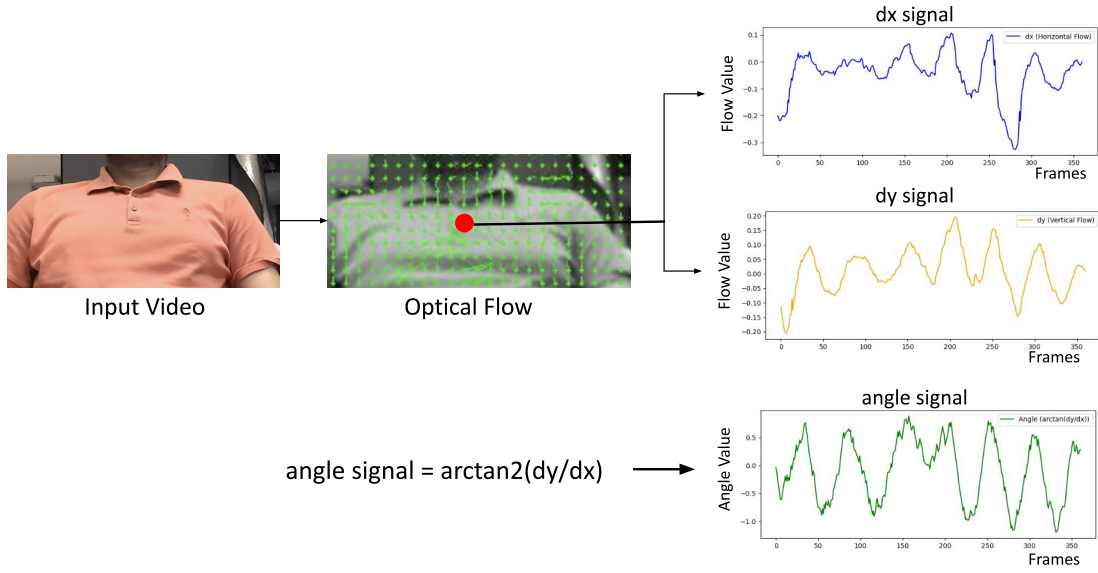 dx signal
dx (Horizontal Flow)
Flow Value
0.1
0.0
−0.1
−0.2
−0.3
0
50
100
150
200
250
300
350
Frames
Input Video
Optical Flow
dy signal
dy (Vertical Flow)
Flow Value
0.20
0.15
0.10
0.05
0.00
−0.05
−0.10
−0.15
−0.20
0
50
100
150
200
250
300
350
Frames
angle signal = arctan2(dy/dx)
angle signal
Angle (arctan(dy/dx))
Angle Value
0.5
0.0
−0.5
−1.0
0
50
100
150
200
250
300
350
Frames